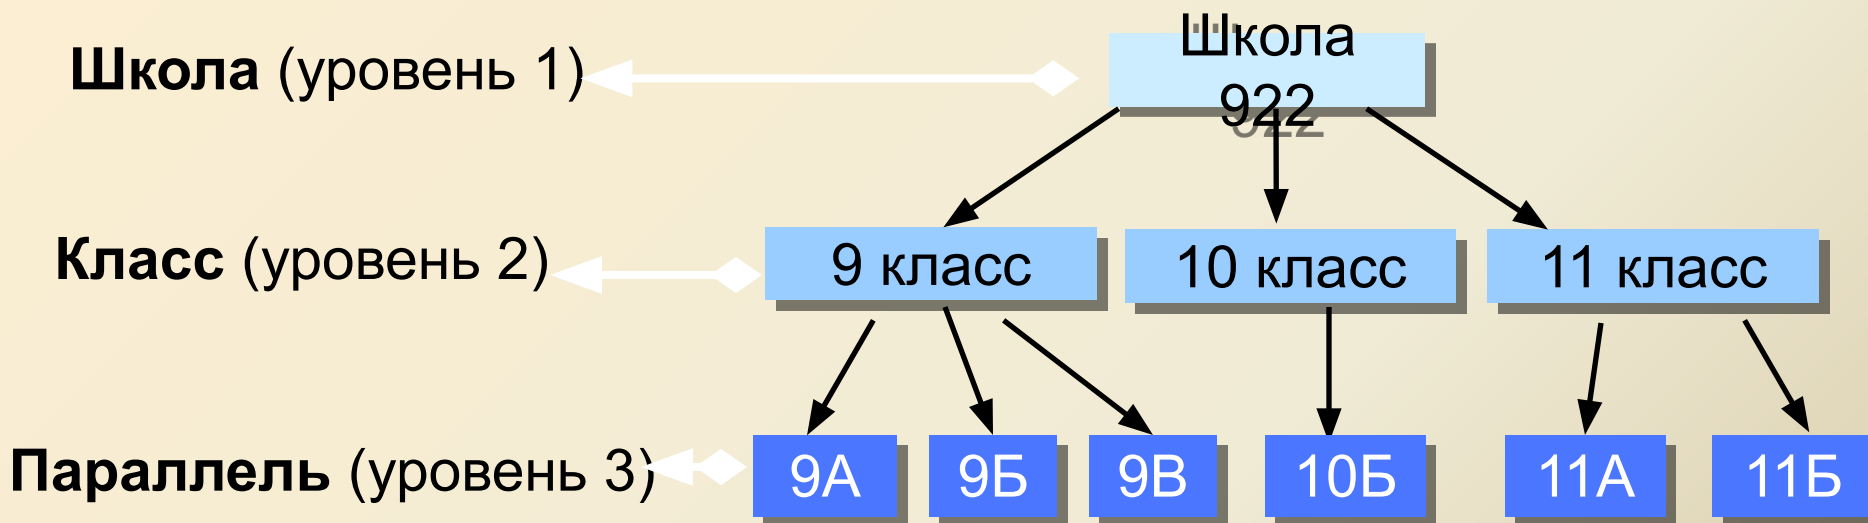 Школа (уровень 1)
Школа
922
Класс (уровень 2)
9 класс
10 класс
11 класс
Параллель (уровень 3)
9А
9Б
9В
10Б
11А
11Б